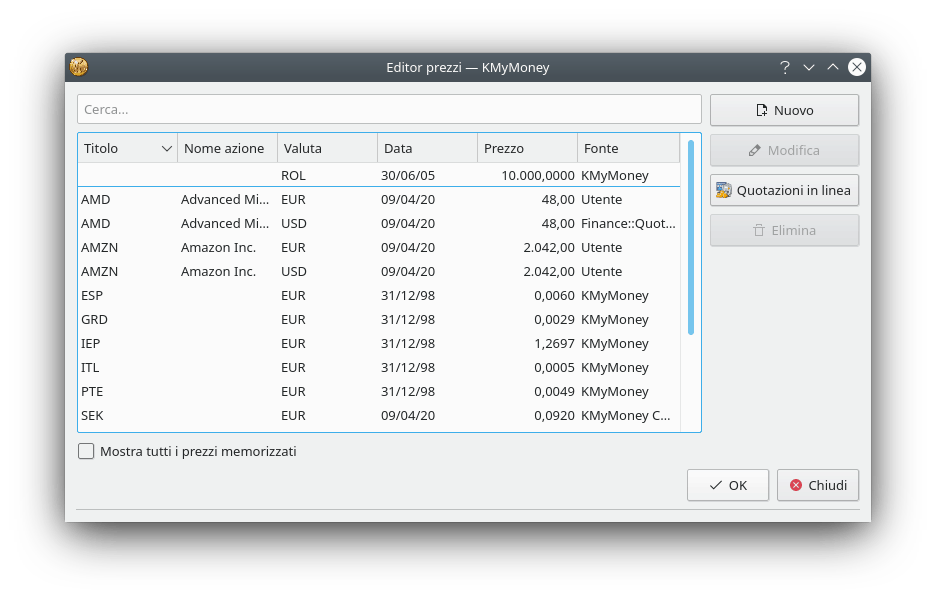 Editor prezzi — KMyMoney
Cerca...
Nuovo
Modifica
Quotazioni in linea
Elimina
Titolo Nome azione Valuta Data Prezzo Fonte
ROL 30/06/05 10.000,0000 KMyMoney
AMD Advanced Mi... EUR 09/04/20 48,00 Utente
AMD Advanced Mi... USD 09/04/20 48,00 Finance::Quot...
AMZN Amazon Inc. EUR 09/04/20 2.042,00 Utente
AMZN Amazon Inc. USD 09/04/20 2.042,00 Utente
ESP EUR 31/12/98 0,0060 KMyMoney
GRD EUR 31/12/98 0,0029 KMyMoney
IEP EUR 31/12/98 1,2697 KMyMoney
ITL EUR 31/12/98 0,0005 KMyMoney
PTE EUR 31/12/98 0,0049 KMyMoney
SEK EUR 09/04/20 0,0920 KMyMoney C...
Mostra tutti i prezzi memorizzati
OK
Chiudi